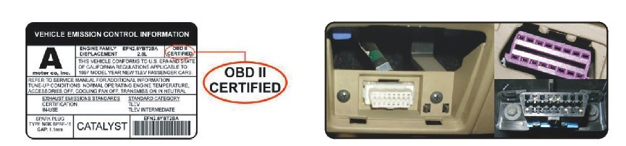 VEHICLE EMISSION CONTROL INFORMATION
A
motor co, inc.
ENGINE FAMILY EFN2.8YBT2BA
DISPLACEMENT 2.8L
OBD II
CERTIFIED
THIS VEHICLE CONFORMS TO U.S. EPA AND STATE
OF CALIFORNIA REGULATIONS APPLICABLE TO
1997 MODEL YEAR NEW TLEV PASSENGER CARS.
REFER TO SERVICE MANUAL FOR ADDITIONAL INFORMATION
TUNE-UP CONDITIONS: NORMAL OPERATING ENGINE TEMPERATURE,
ACCESSORIES OFF, COOLING FAN OFF, TRANSMISSION IN NEUTRAL
EXHAUST EMISSIONS STANDARDS STANDARD CATEGORY
CERTIFICATION TLEV
IN-USE TLEV INTERMEDIATE
SPARK PLUG
TYPE NGK
GAP: 1.1mm
CATALYST
EFN2.8YBT2BA
OBD II
CERTIFIED